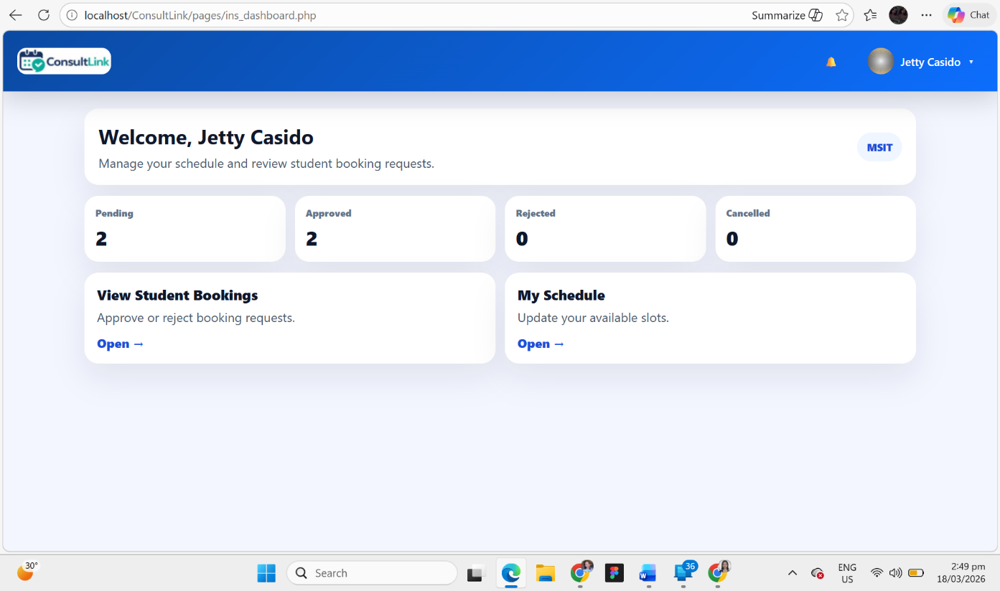 localhost/ConsultLink/pages/ins_dashboard.php
Summarize
Chat
ConsultLink
Jetty Casido
Welcome, Jetty Casido
Manage your schedule and review student booking requests.
MSIT
Pending
2
Approved
2
Rejected
0
Cancelled
0
View Student Bookings
Approve or reject booking requests.
Open →
My Schedule
Update your available slots.
Open →
30°
Search
W
36
ENG
US
2:49 pm
18/03/2026